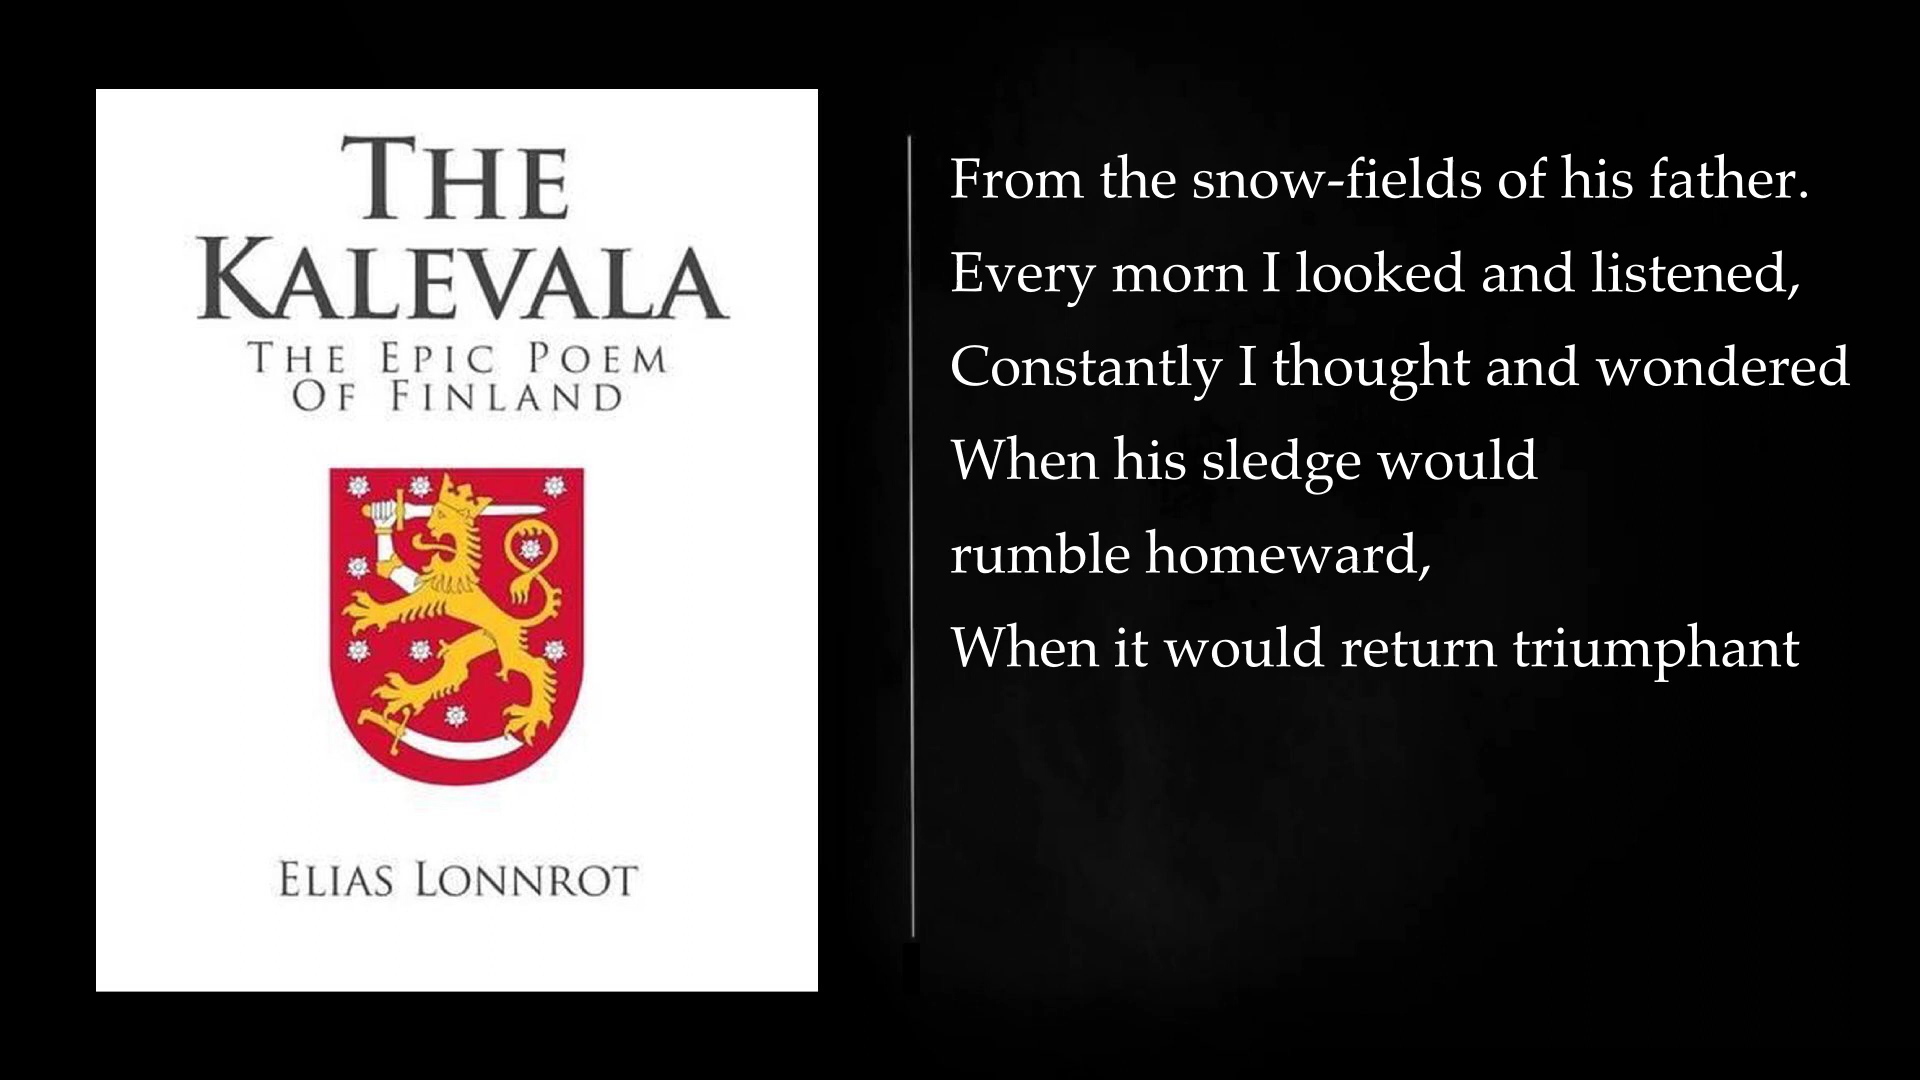 THE
KALEVALA
THE EPIC POEM
OF FINLAND
ELIAS LONNROT
From the snow-fields of his father.
Every morn I looked and listened,
Constantly I thought and wondered
When his sledge would
rumble homeward,
When it would return triumphant